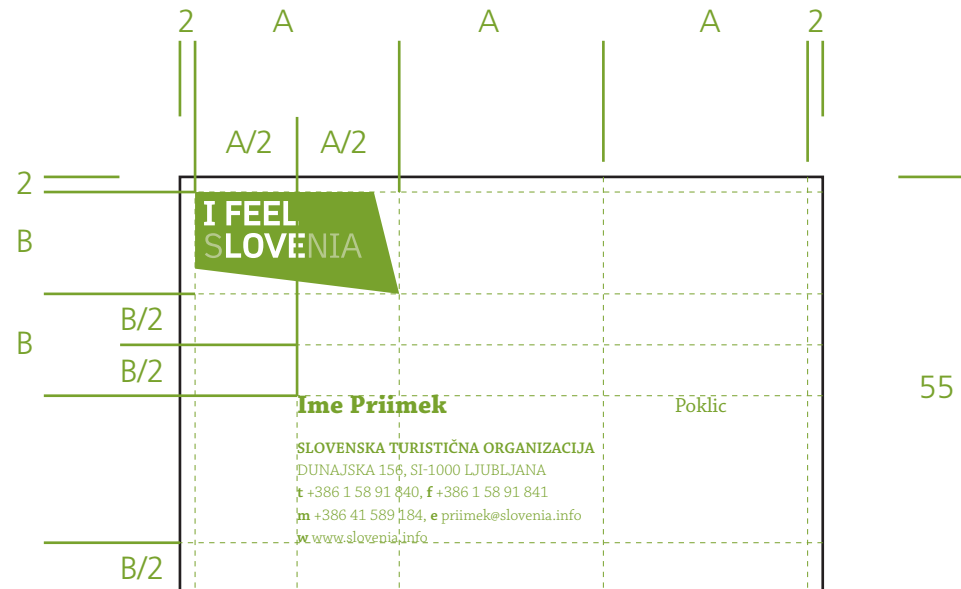 2 A A A 2
A/2 A/2
2
I FEEL
B
SLOVENIA
B/2
B
B/2
55
Ime Priimek Poklic
SLOVENSKA TURISTIČNA ORGANIZACIJA
DUNAJSKA 156, SI-1000 LJUBLJANA
t +386 1 58 91 840, f +386 1 58 91 841
m +386 41 589 184, e priimek@slovenia.info
w www.slovenia.info
B/2